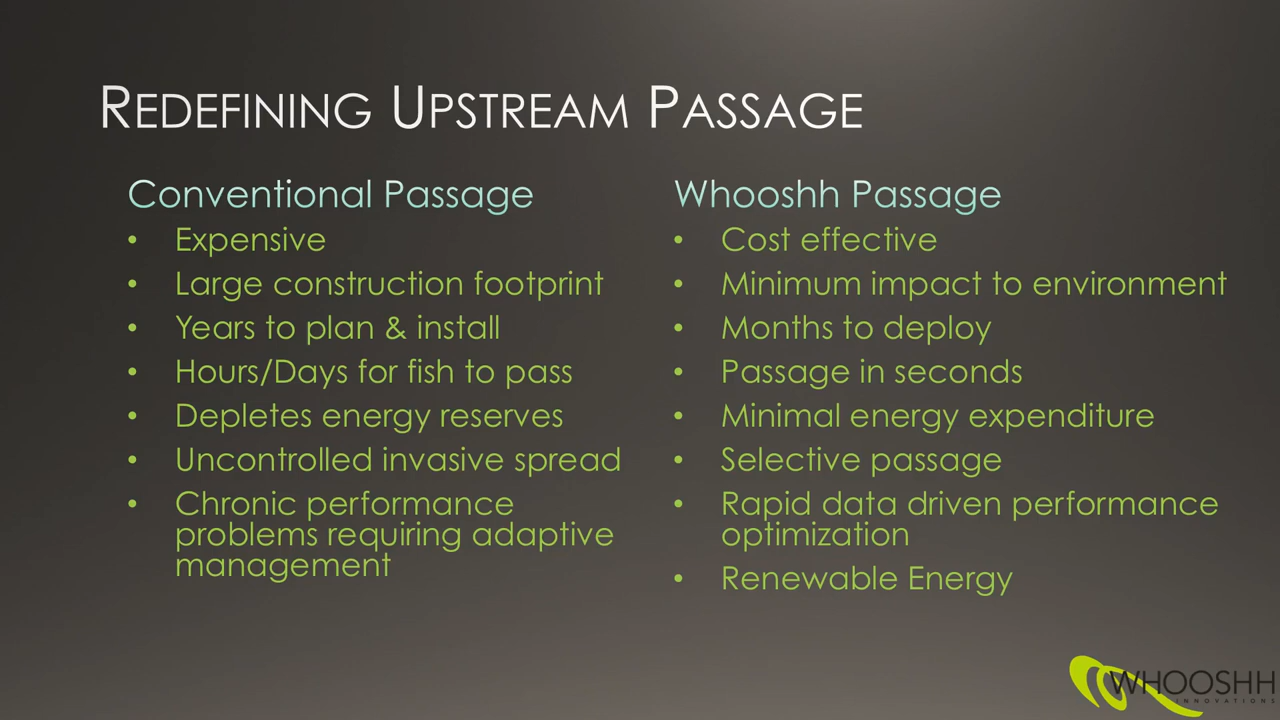 REDEFINING UPSTREAM PASSAGE
Conventional Passage
• Expensive
• Large construction footprint
• Years to plan & install
• Hours/Days for fish to pass
• Depletes energy reserves
• Uncontrolled invasive spread
• Chronic performance
problems requiring adaptive
management
Whooshh Passage
• Cost effective
• Minimum impact to environment
• Months to deploy
• Passage in seconds
• Minimal energy expenditure
• Selective passage
• Rapid data driven performance
optimization
• Renewable Energy
WHOOSHH
INNOVATIONS